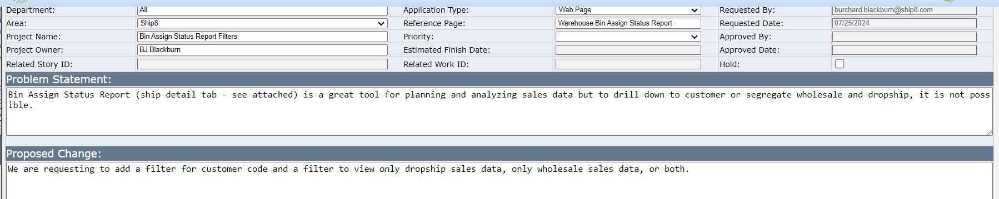 Department: All Application Type: Web Page Requested By: burchard.blackburn@ship8.com
Area: Ship8 Reference Page: Warehouse Bin Assign Status Report Requested Date: 07/25/2024
Project Name: Bin Assign Status Report Filters Priority: Approved By:
Project Owner: BJ Blackburn Estimated Finish Date: Approved Date:
Related Story ID: Related Work ID: Hold:
Problem Statement:
Bin Assign Status Report (ship detail tab - see attached) is a great tool for planning and analyzing sales data but to drill down to customer or segregate wholesale and dropship, it is not poss
ible.
Proposed Change:
We are requesting to add a filter for customer code and a filter to view only dropship sales data, only wholesale sales data, or both.